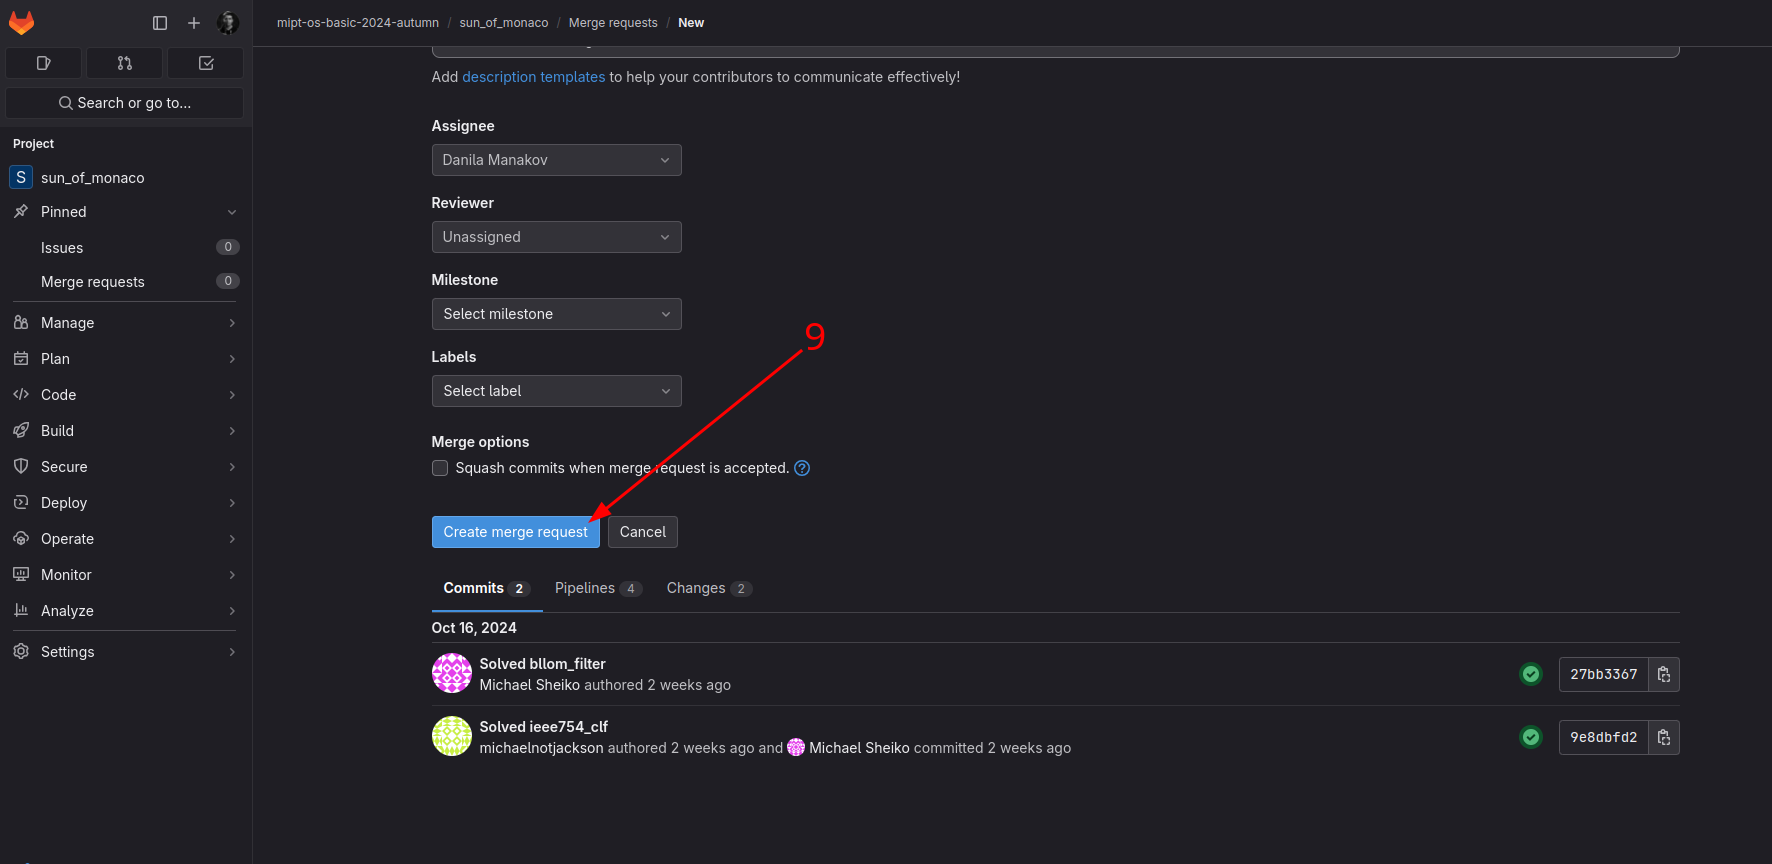 mipt-os-basic-2024-autumn / sun_of_monaco / Merge requests / New
Search or go to...
Project
S sun_of_monaco
Pinned
Issues 0
Merge requests 0
Manage
Plan
Code
Build
Secure
Deploy
Operate
Monitor
Analyze
Settings
Add description templates to help your contributors to communicate effectively!
Assignee
Danila Manakov
Reviewer
Unassigned
Milestone
Select milestone
9
Labels
Select label
Merge options
Squash commits when merge request is accepted. ?
Create merge request Cancel
Commits 2 Pipelines 4 Changes 2
Oct 16, 2024
Solved bllom_filter
Michael Sheiko authored 2 weeks ago
27bb3367
Solved ieee754_clf
michaelnotjackson authored 2 weeks ago and Michael Sheiko committed 2 weeks ago
9e8dbfd2